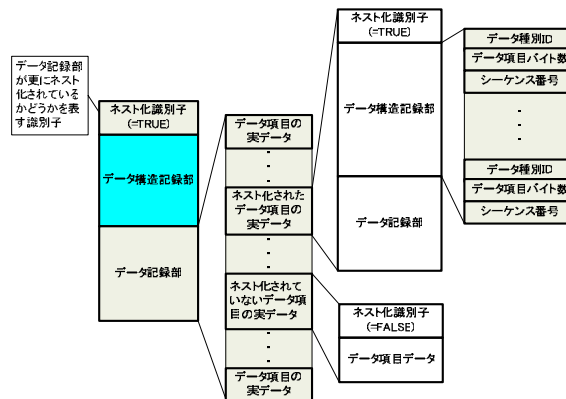 データ記録部
が更にネスト
化されている
かどうかを表
す識別子
ネスト化識別子
(=TRUE)
データ構造記録部
データ記録部
データ項目の
実データ
・
・
・
ネスト化された
データ項目の
実データ
・
・
・
ネスト化されて
いないデータ項
目の実データ
・
・
・
データ項目の
実データ
ネスト化識別子
(=TRUE)
データ構造記録部
データ記録部
ネスト化識別子
(=FALSE)
データ項目データ
データ種別ID
データ項目バイト数
シーケンス番号
・
・
・
データ種別ID
データ項目バイト数
シーケンス番号